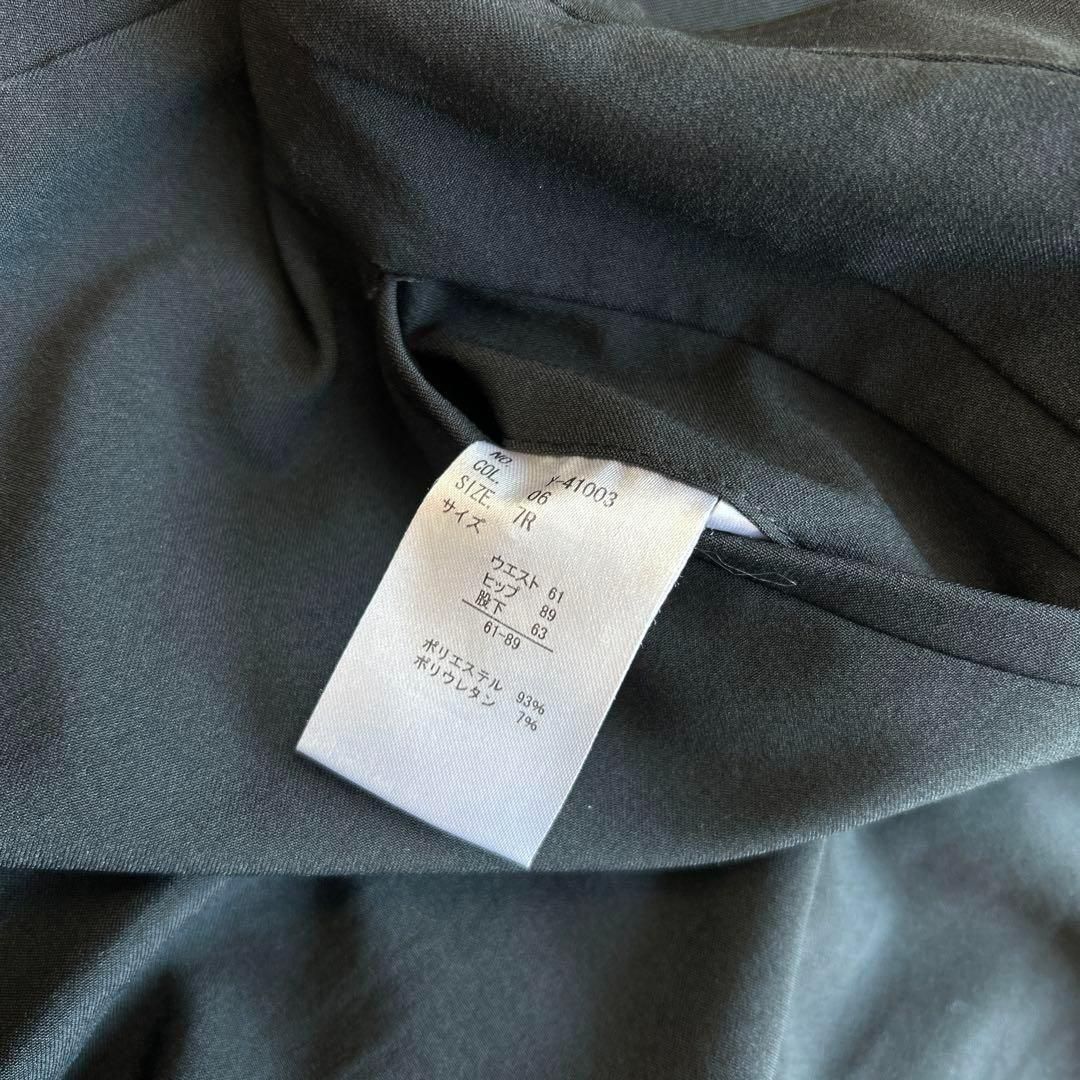 NO. Y-41003
COL. 06
SIZE. 7R
サイズ
ウエスト 61
ヒップ 89
股下 63
61-89
ポリエステル 93%
ポリウレタン 7%